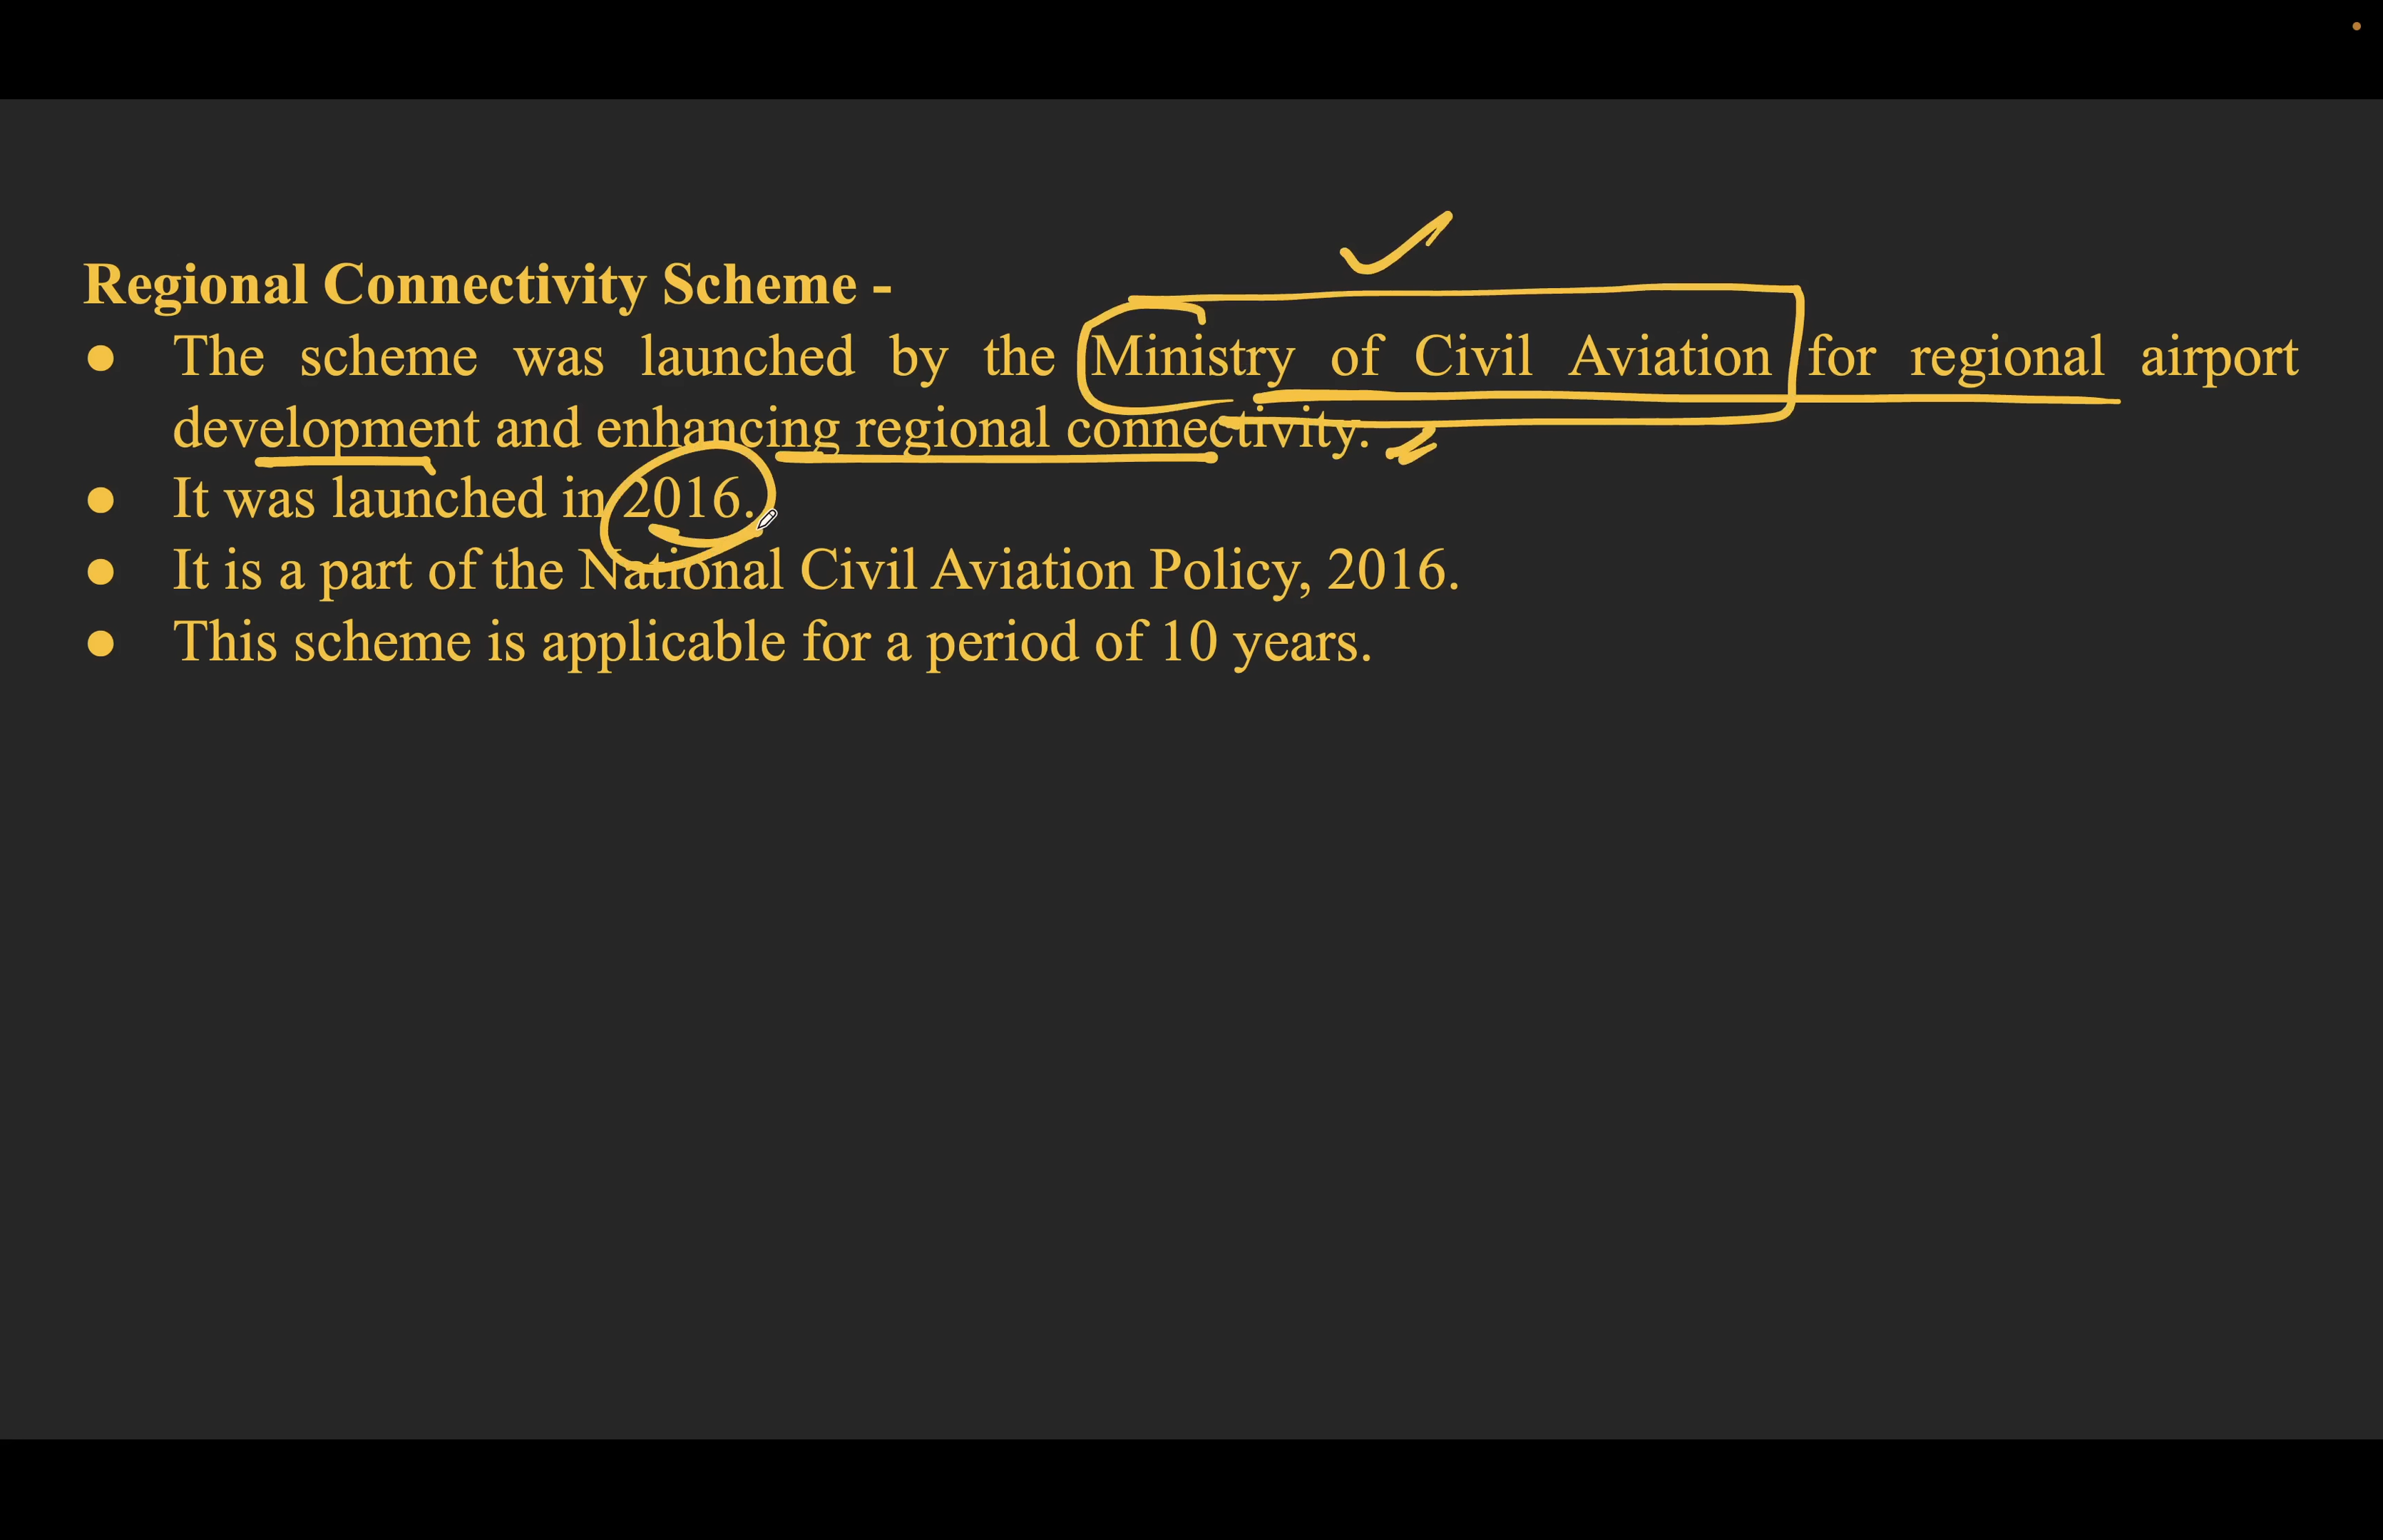 Regional Connectivity Scheme -
● The scheme was launched by the Ministry of Civil Aviation for regional airport
development and enhancing regional connectivity.
● It was launched in 2016.
● It is a part of the National Civil Aviation Policy, 2016.
● This scheme is applicable for a period of 10 years.